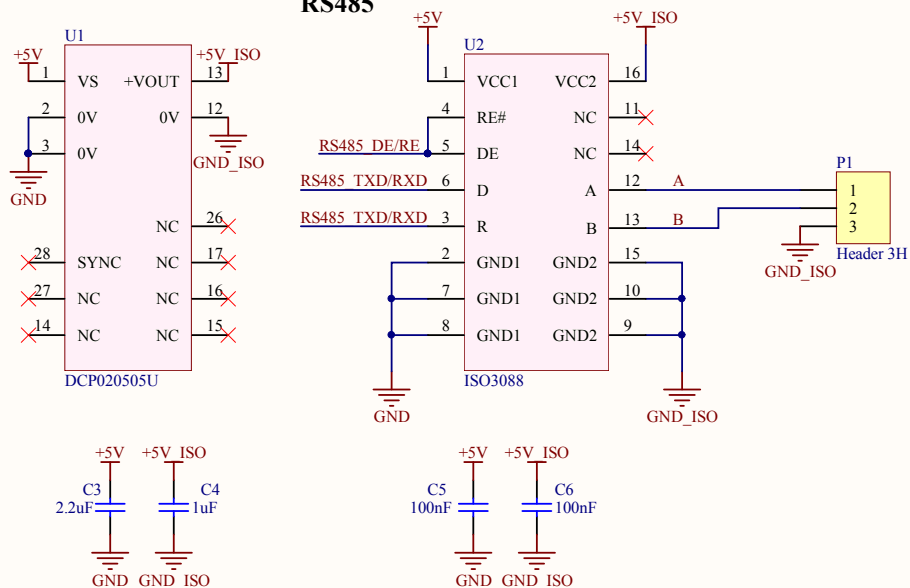 RS485
U1
+5V
+5V_ISO
1 VS +VOUT 13
2 0V 0V 12
3 0V
GND_ISO
GND
NC 26
28 SYNC NC 17
27 NC NC 16
14 NC NC 15
DCP020505U
+5V
+5V_ISO
U2
1 VCC1 VCC2 16
4 RE# NC 11
RS485_DE/RE 5 DE NC 14
RS485_TXD/RXD 6 D A 12 A
RS485_TXD/RXD 3 R B 13 B
2 GND1 GND2 15
7 GND1 GND2 10
8 GND1 GND2 9
ISO3088
GND
GND_ISO
P1
1
2
3
Header 3H
GND_ISO
+5V +5V_ISO
C3 C4
2.2uF 1uF
GND GND_ISO
+5V +5V_ISO
C5 C6
100nF 100nF
GND GND_ISO